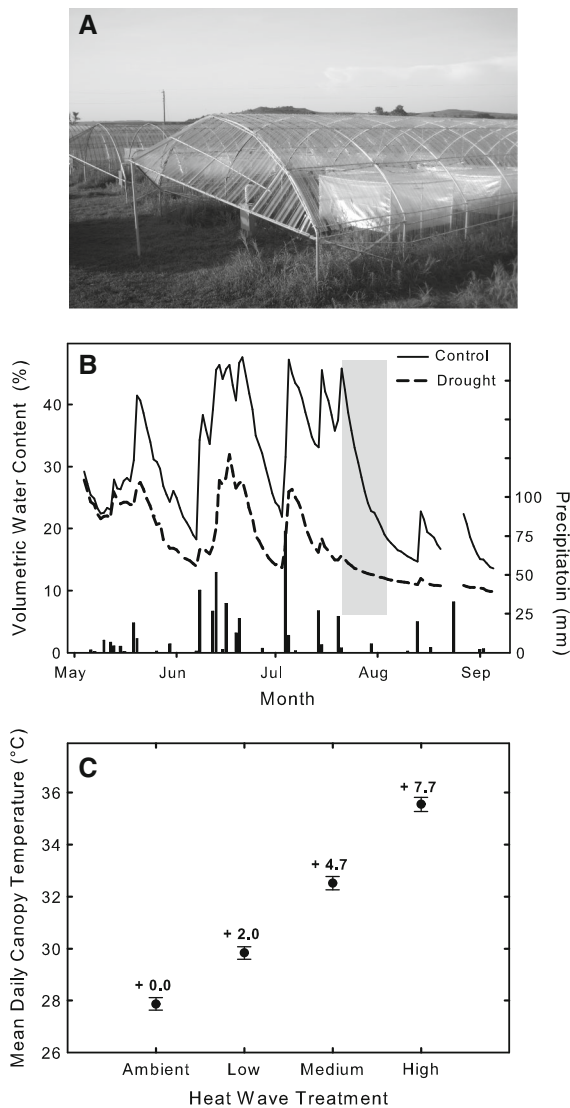 A
B
Control
Drought
Volumetric Water Content (%)
40
30
20
10
0
100
75
50
25
0
Precipitatoin (mm)
May Jun Jul Aug Sep
Month
C
Mean Daily Canopy Temperature (°C)
36
34
32
30
28
26
+ 0.0
+ 2.0
+ 4.7
+ 7.7
Ambient Low Medium High
Heat Wave Treatment